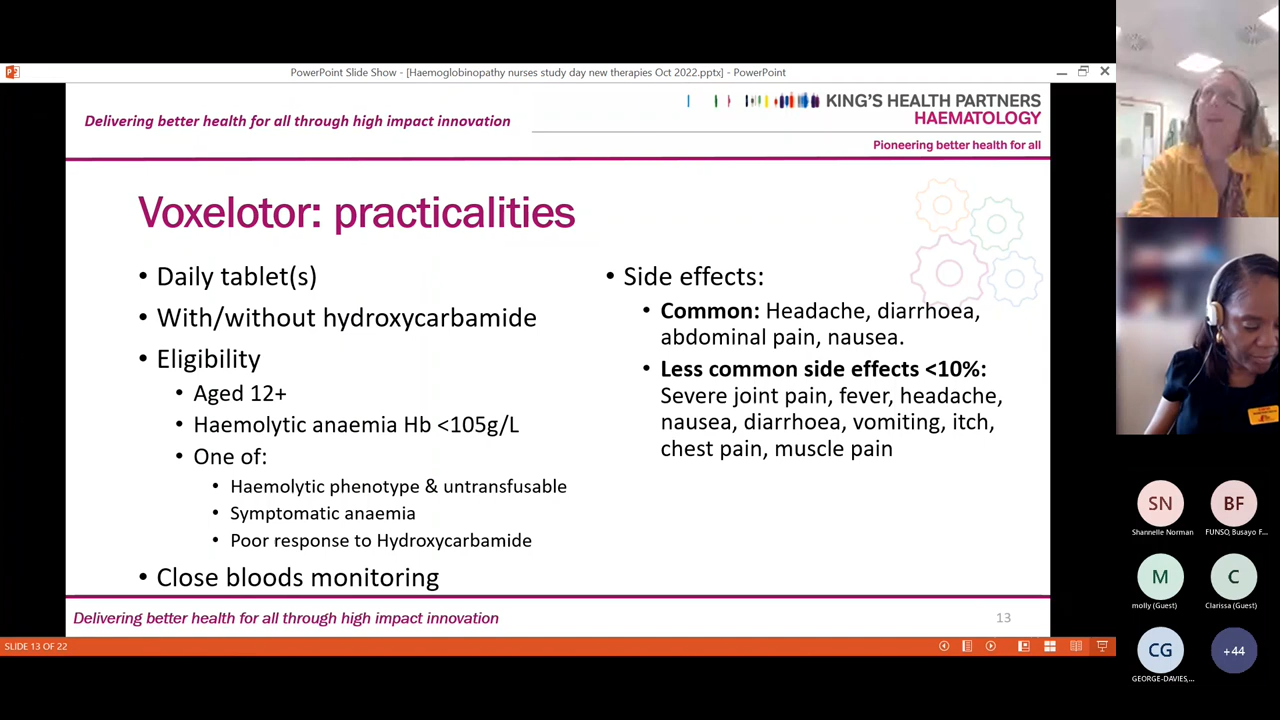 PowerPoint Slide Show - [Haemoglobinopathy nurses study day new therapies Oct 2022.pptx] - PowerPoint
Delivering better health for all through high impact innovation
KING'S HEALTH PARTNERS
HAEMATOLOGY
Pioneering better health for all
Voxelotor: practicalities
• Daily tablet(s)
• With/without hydroxycarbamide
• Eligibility
• Aged 12+
• Haemolytic anaemia Hb <105g/L
• One of:
• Haemolytic phenotype & untransfusable
• Symptomatic anaemia
• Poor response to Hydroxycarbamide
• Close bloods monitoring
• Side effects:
• Common: Headache, diarrhoea,
abdominal pain, nausea.
• Less common side effects <10%:
Severe joint pain, fever, headache,
nausea, diarrhoea, vomiting, itch,
chest pain, muscle pain
Delivering better health for all through high impact innovation
13
SLIDE 13 OF 22
SN
Shannelle Norman
BF
FUNSO, Busayo F...
M
molly (Guest)
C
Clarissa (Guest)
CG
GEORGE-DAVIES,...
+44